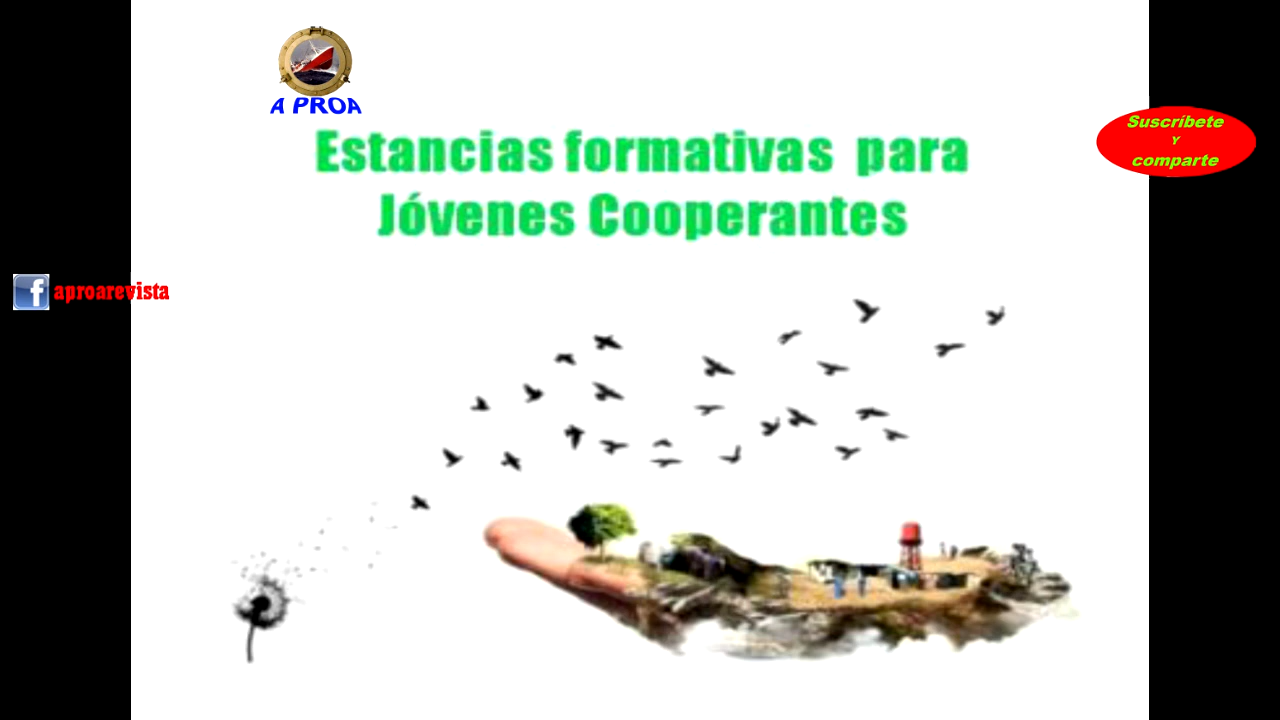 A PROA
Estancias formativas para
Jóvenes Cooperantes
Suscríbete
Y
comparte
f aproarevista